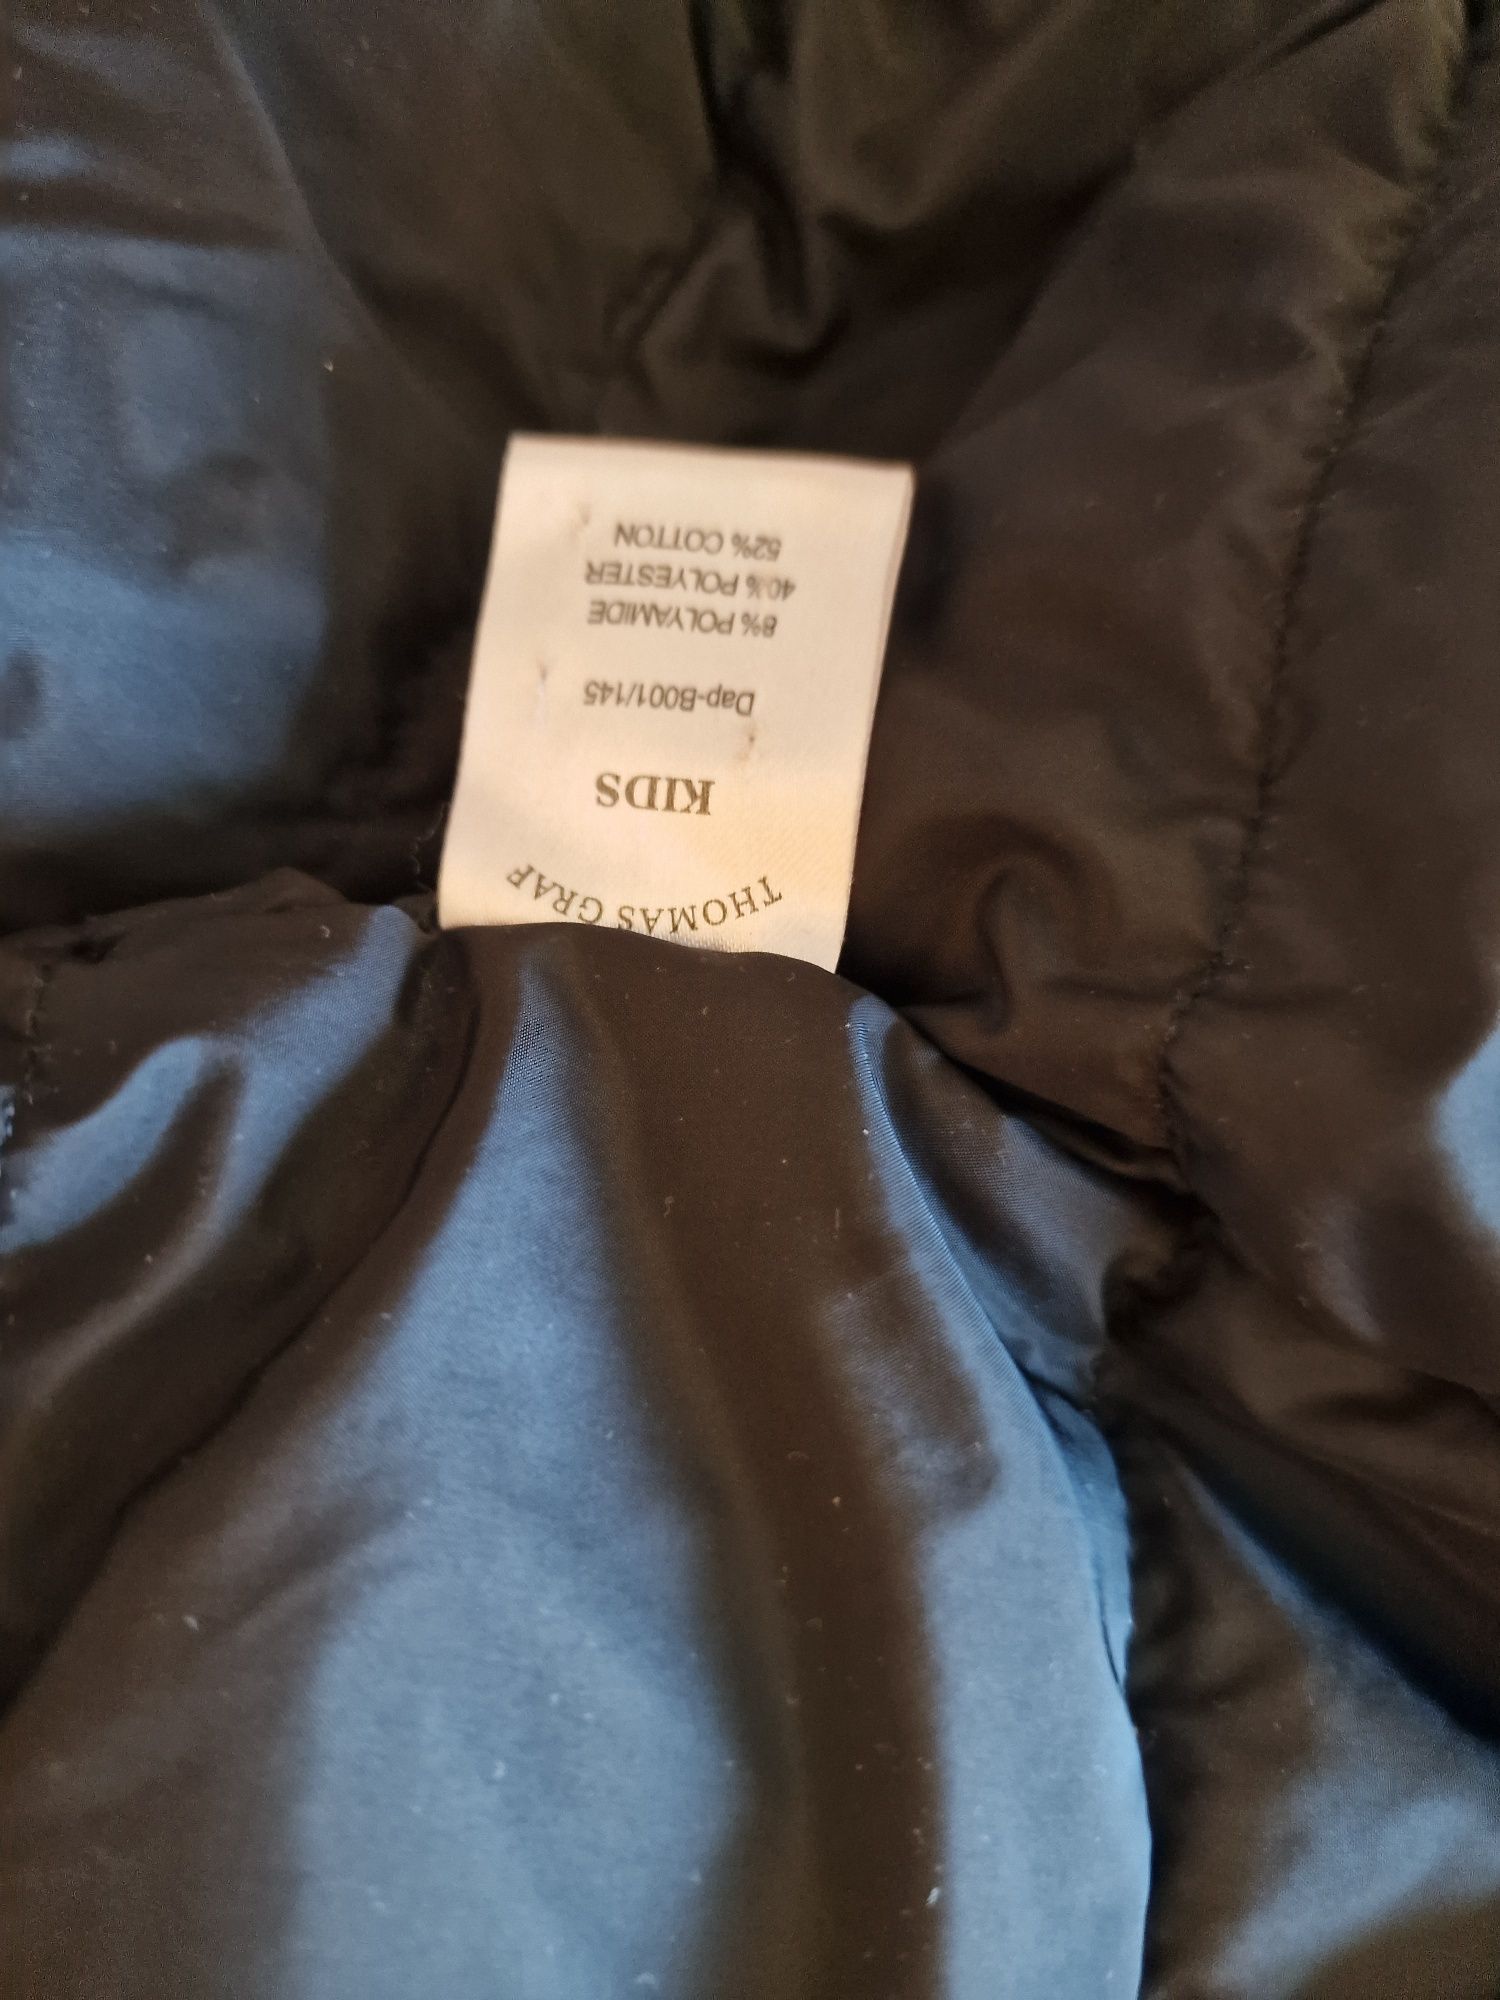 THOMAS GRAF
KIDS
Dap-B001/145
8% POLYAMIDE
40% POLYESTER
52% COTTON